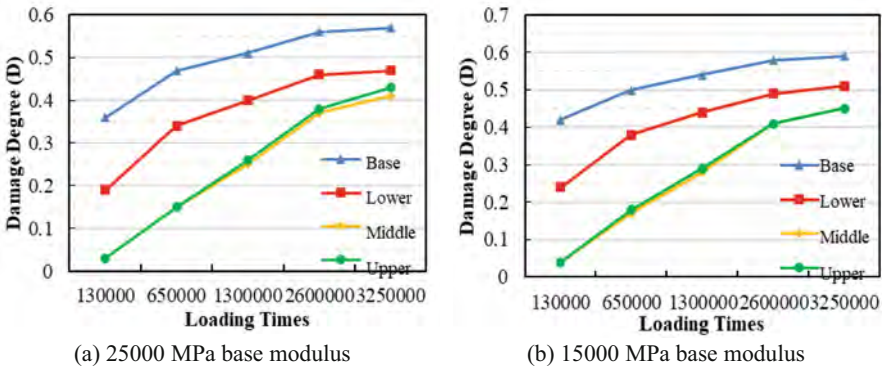 0.6
0.5
0.4
0.3
0.2
0.1
0
Damage Degree (D)
Base
Lower
Middle
Upper
130000 650000 1300000 2600000 3250000
Loading Times
(a) 25000 MPa base modulus
0.7
0.6
0.5
0.4
0.3
0.2
0.1
0
Damage Degree (D)
Base
Lower
Middle
Upper
130000 650000 1300000 2600000 3250000
Loading Times
(b) 15000 MPa base modulus